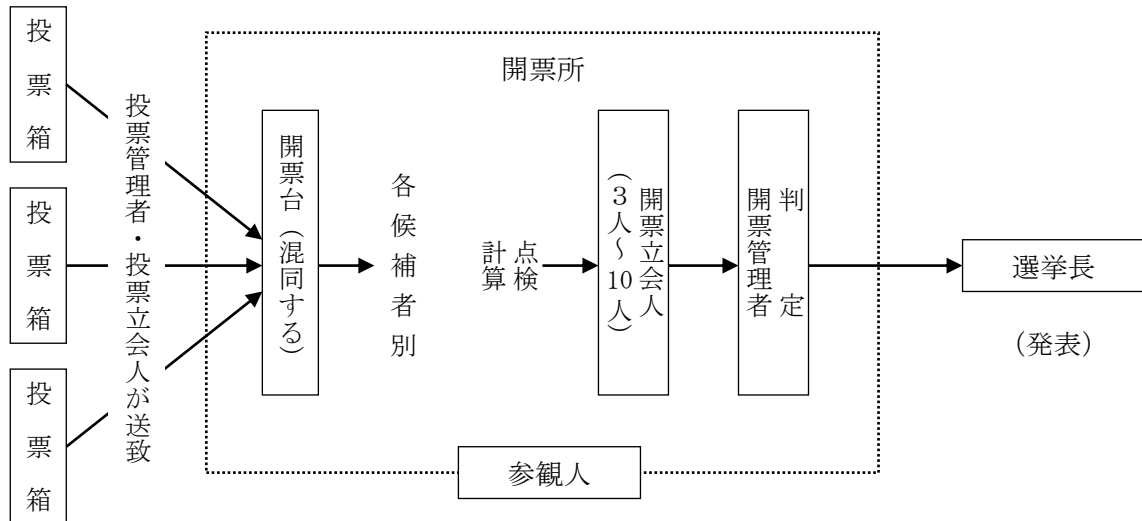 投票箱
投票箱
投票箱
投票管理者・投票立会人が送致
開票所
開票台（混同する）
各候補者別
点検
計算
開票立会人
（３人～10人）
判定
開票管理者
選挙長
（発表）
参観人